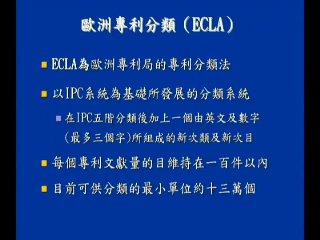 歐洲專利分類（ECLA）
ECLA為歐洲專利局的專利分類法
以IPC系統為基礎所發展的分類系統
在IPC五階分類後加上一個由英文及數字
(最多三個字)所組成的新次類及新次目
每個專利文獻量的目維持在一百件以內
目前可供分類的最小單位約十三萬個